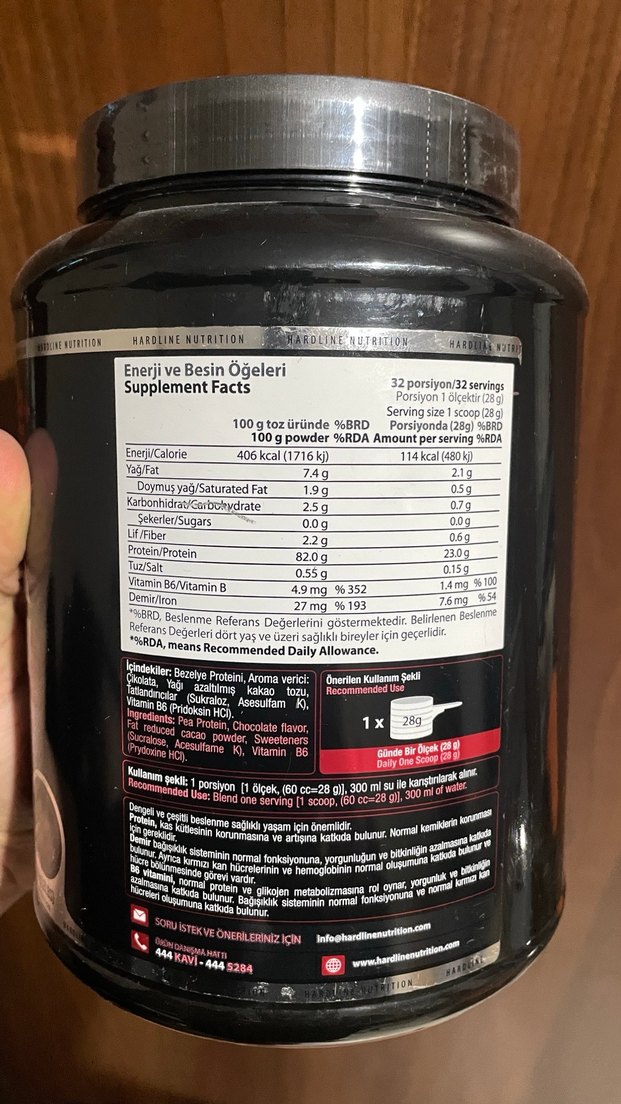 HARDLINE NUTRITION HARDLINE NUTRITION HARDLINE NUTRITION HARDLINE NUTRI
Enerji ve Besin Öğeleri
Supplement Facts
32 porsiyon/32 servings
Porsiyon 1 ölçektir (28 g)
Serving size 1 scoop (28 g)
100 g toz üründe %BRD Porsiyonda (28g) %BRD
100 g powder %RDA Amount per serving %RDA
Enerji/Calorie 406 kcal (1716 kj) 114 kcal (480 kj)
Yağ/Fat 7.4 g 2.1 g
Doymuş yağ/Saturated Fat 1.9 g 0.5 g
Karbonhidrat/Carbohydrate 2.5 g 0.7 g
Şekerler/Sugars 0.0 g 0.0 g
Lif /Fiber 2.2 g 0.6 g
Protein/Protein 82.0 g 23.0 g
Tuz/Salt 0.55 g 0.15 g
Vitamin B6/Vitamin B 4.9 mg % 352 1.4 mg % 100
Demir/Iron 27 mg % 193 7.6 mg % 54
*%BRD, Beslenme Referans Değerlerini göstermektedir. Belirlenen Beslenme
Referans Değerleri dört yaş ve üzeri sağlıklı bireyler için geçerlidir.
*%RDA, means Recommended Daily Allowance.
İçindekiler: Bezelye Proteini, Aroma verici:
Çikolata, Yağı azaltılmış kakao tozu,
Tatlandırıcılar (Sukraloz, Asesulfam K),
Vitamin B6 (Pridoksin HCl).
Ingredients: Pea Protein, Chocolate flavor,
Fat reduced cacao powder, Sweeteners
(Sucralose, Acesulfame K), Vitamin B6
(Prydoxine HCl).
Önerilen Kullanım Şekli
Recommended Use
1 x 28g
Günde Bir Ölçek (28 g)
Daily One Scoop (28 g)
Kullanım şekli: 1 porsiyon [1 ölçek, (60 cc=28 g)], 300 ml su ile karıştırılarak alınır.
Recommended Use: Blend one serving [1 scoop, (60 cc=28 g)], 300 ml of water.
Dengeli ve çeşitli beslenme sağlıklı yaşam için önemlidir.
Protein, kas kütlesinin korunmasına ve artışına katkıda bulunur. Normal kemiklerin korunması
için gereklidir.
Demir bağışıklık sisteminin normal fonksiyonuna, yorgunluğun ve bitkinliğin azalmasına katkıda
bulunur. Ayrıca kırmızı kan hücrelerinin ve hemoglobinin normal oluşumuna katkıda bulunur ve
hücre bölünmesinde görevi vardır.
B6 vitamini, normal protein ve glikojen metabolizmasına rol oynar, yorgunluk ve bitkinliğin
azalmasına katkıda bulunur. Bağışıklık sisteminin normal fonksiyonuna ve normal kırmızı kan
hücreleri oluşumuna katkıda bulunur.
SORU İSTEK VE ÖNERİLERİNİZ İÇİN Info@hardlinenutrition.com
ÜRÜN DANIŞMA HATTI
444 KAVİ - 444 5284
www.hardlinenutrition.com
HARDLINE NUTRITION HARDLINE